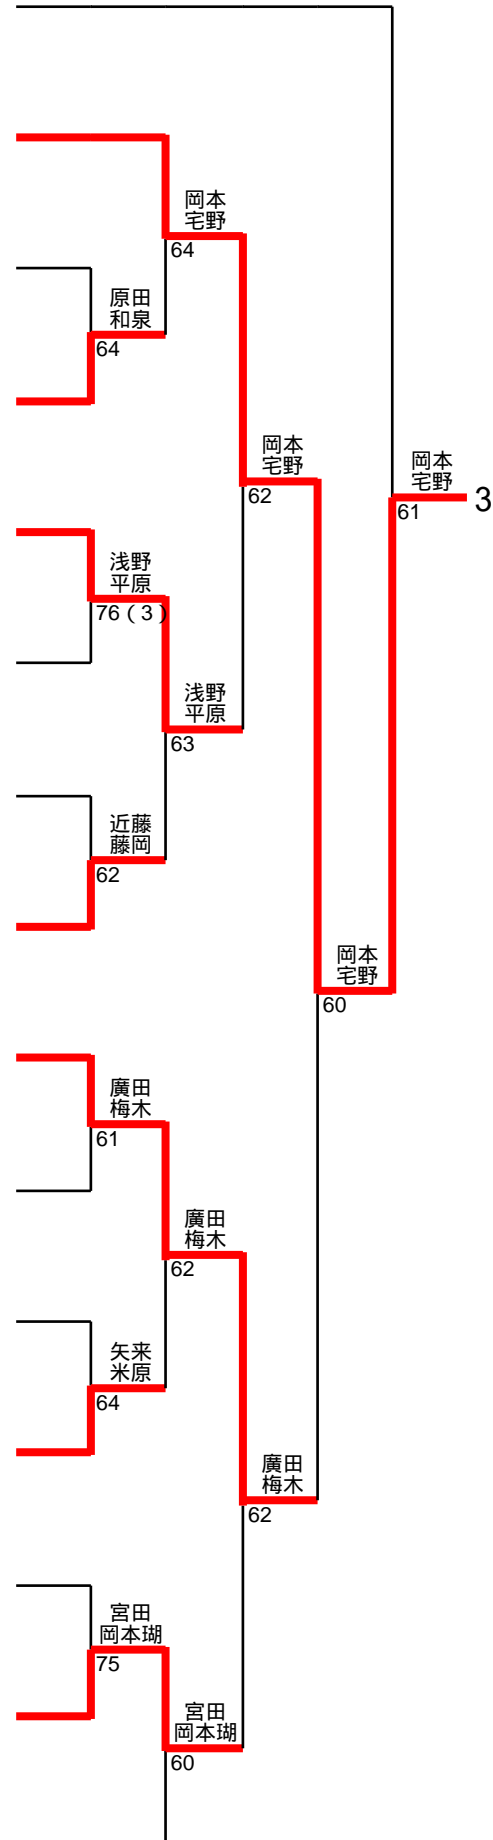 岡本
宅野
64
原田
和泉
64
岡本
宅野
62
岡本
宅野
61
3
浅野
平原
76（3）
浅野
平原
63
近藤
藤岡
62
岡本
宅野
60
廣田
梅木
61
廣田
梅木
62
矢来
米原
64
廣田
梅木
62
宮田
岡本瑚
75
宮田
岡本瑚
60